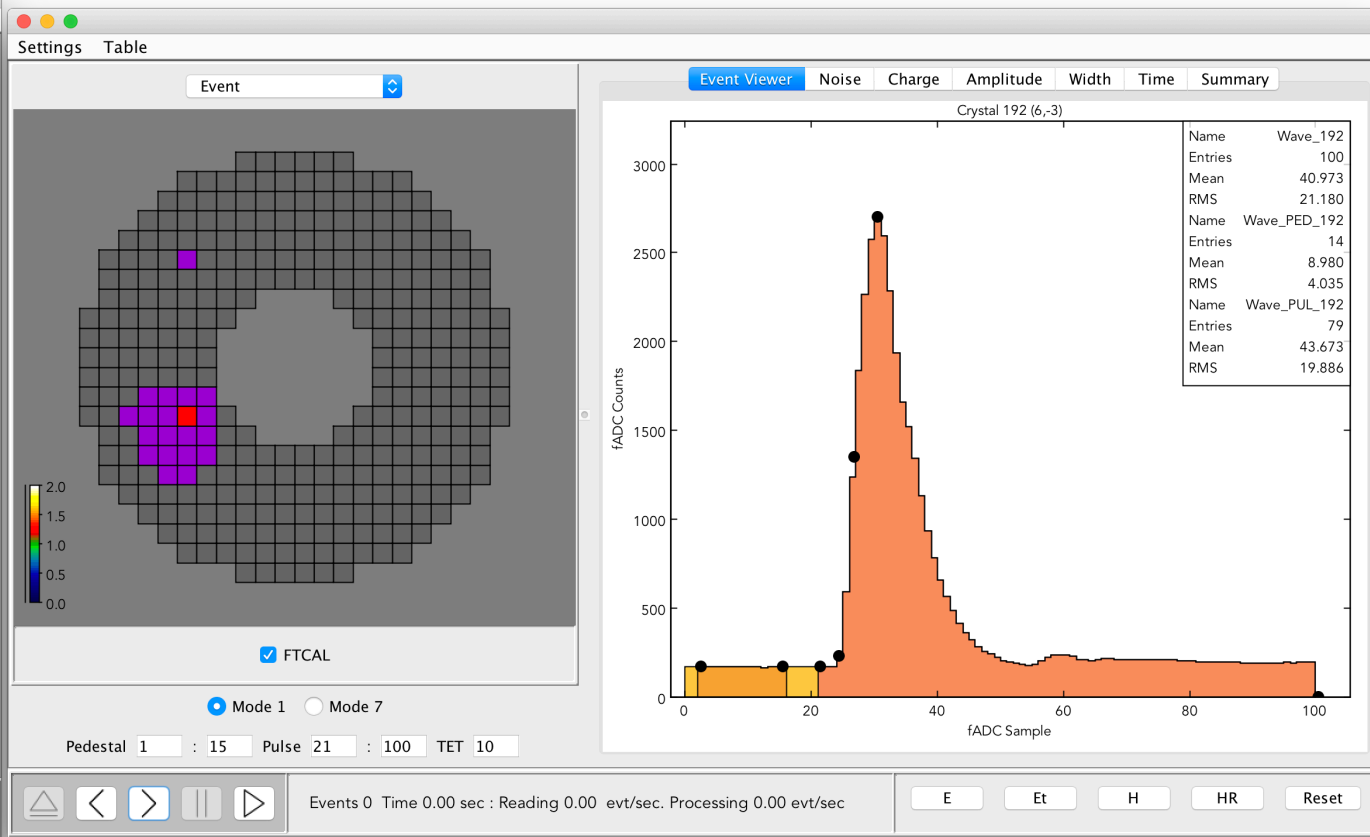 Settings Table
Event
2.0
1.5
1.0
0.5
0.0
FTCAL
Mode 1 Mode 7
Pedestal 1 : 15 Pulse 21 : 100 TET 10
Event Viewer Noise Charge Amplitude Width Time Summary
Crystal 192 (6,-3)
Name Wave_192
Entries 100
Mean 40.973
RMS 21.180
Name Wave_PED_192
Entries 14
Mean 8.980
RMS 4.035
Name Wave_PUL_192
Entries 79
Mean 43.673
RMS 19.886
3000
2500
2000
1500
1000
500
0
fADC Counts
0 20 40 60 80 100
fADC Sample
Events 0 Time 0.00 sec : Reading 0.00 evt/sec. Processing 0.00 evt/sec
E Et H HR Reset